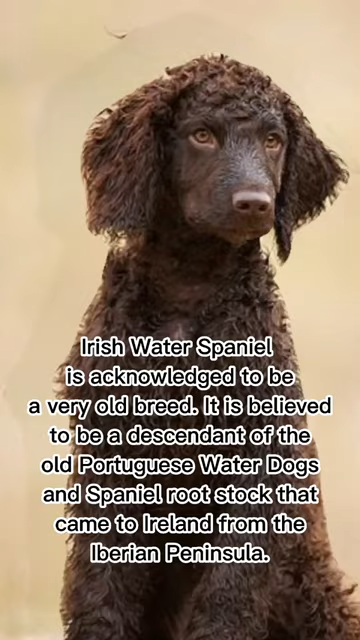 Irish Water Spaniel
is acknowledged to be
a very old breed. It is believed
to be a descendant of the
old Portuguese Water Dogs
and Spaniel root stock that
came to Ireland from the
Iberian Peninsula.